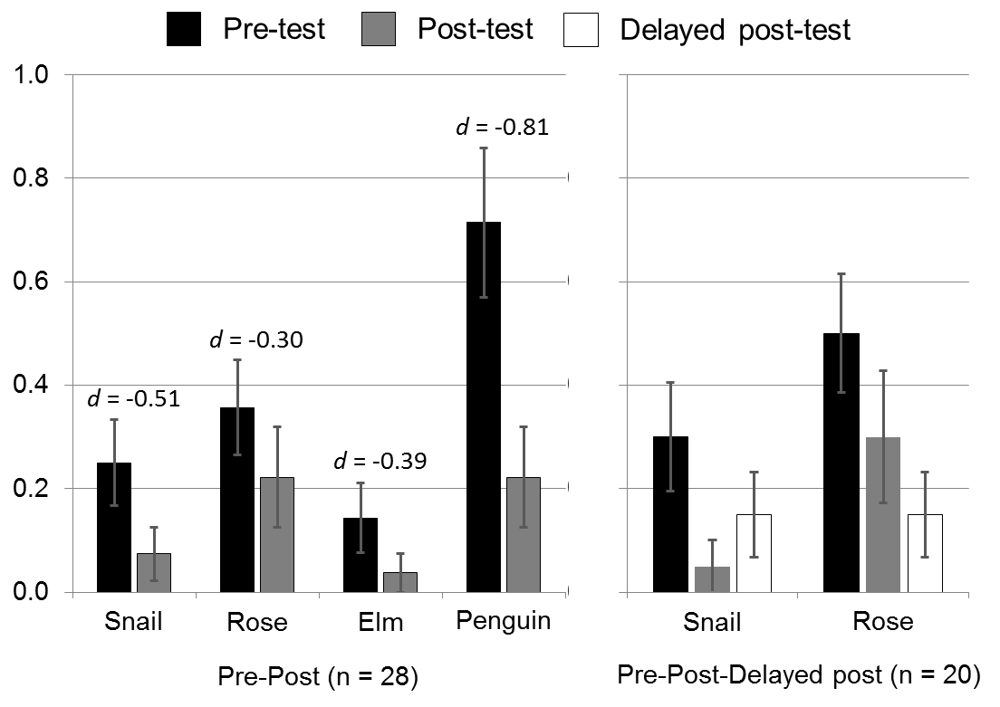 Pre-test Post-test Delayed post-test
1.0
d = -0.81
0.8
0.6
d = -0.30
0.4
d = -0.51
d = -0.39
0.2
0.0
Snail Rose Elm Penguin Snail Rose
Pre-Post (n = 28) Pre-Post-Delayed post (n = 20)